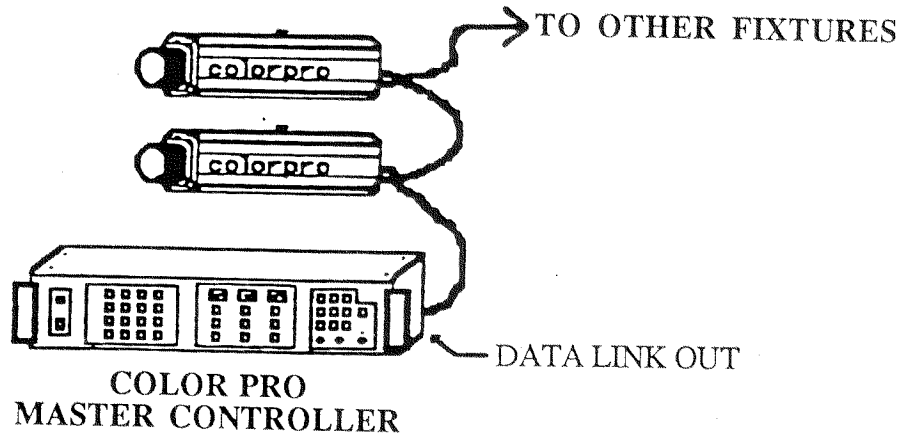 TO OTHER FIXTURES
colorpro
colorpro
DATA LINK OUT
COLOR PRO
MASTER CONTROLLER